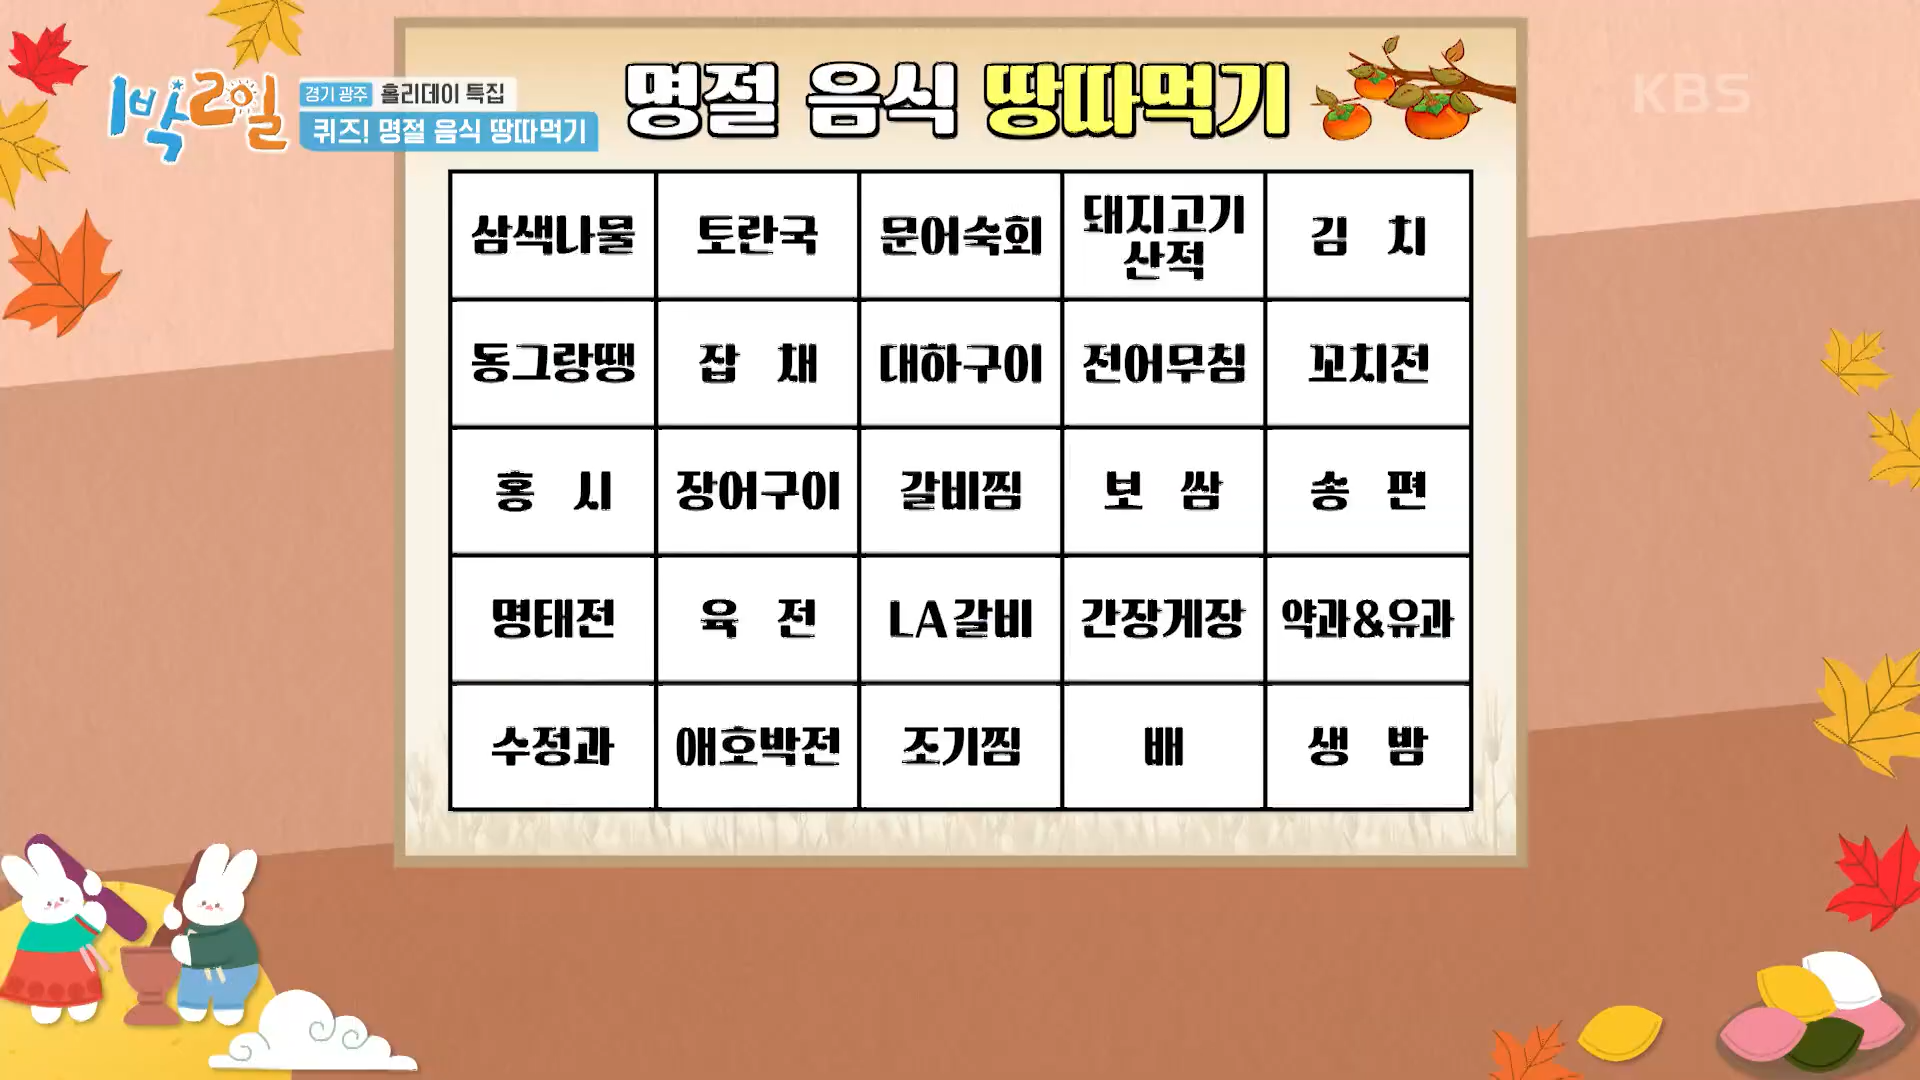 1박2일
경기 광주 홀리데이 특집
퀴즈! 명절 음식 땅따먹기
명절 음식 땅따먹기
KBS
삼색나물 토란국 문어숙회 돼지고기 산적 김 치
동그랑땡 잡 채 대하구이 전어무침 꼬치전
홍 시 장어구이 갈비찜 보 쌈 송 편
명태전 육 전 LA갈비 간장게장 약과&유과
수정과 애호박전 조기찜 배 생 밤